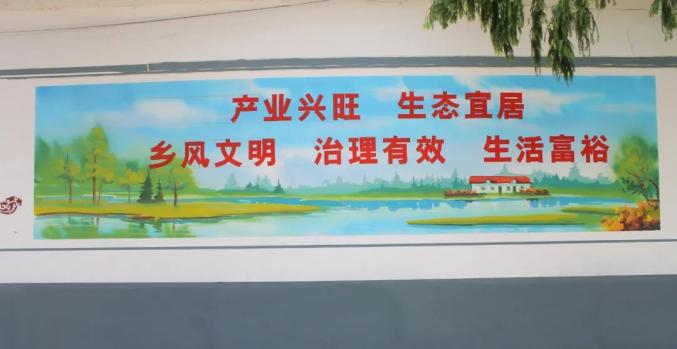 产业兴旺 生态宜居
乡风文明 治理有效 生活富裕